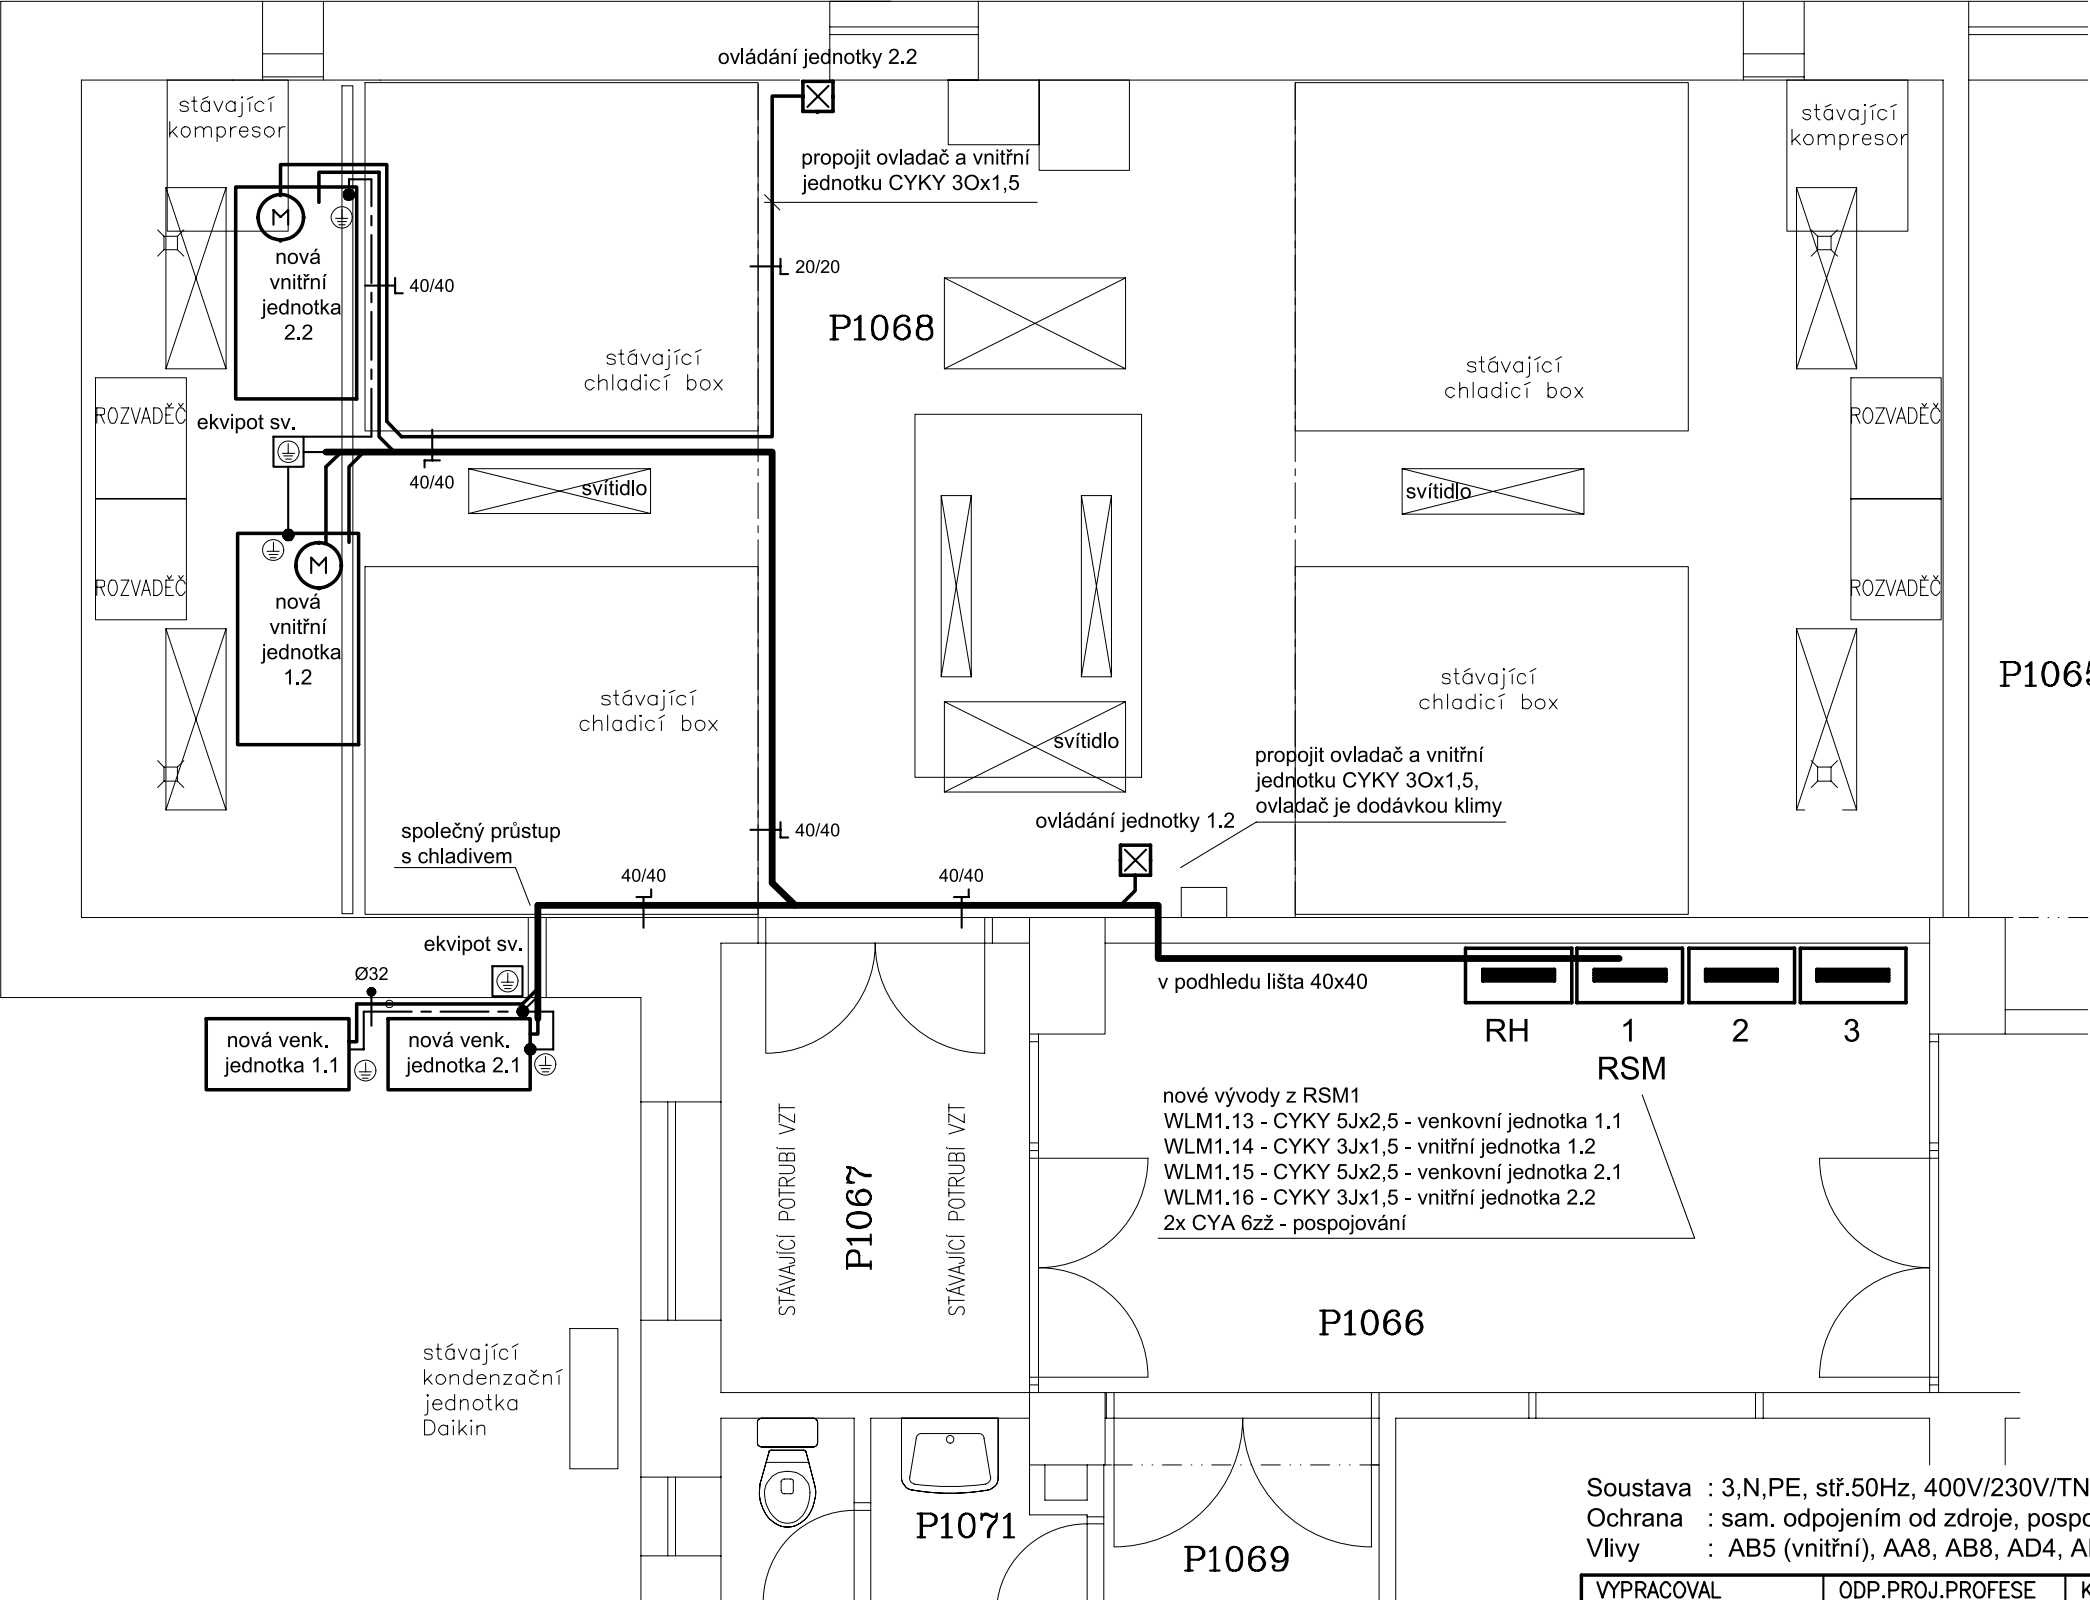 ovládání jednotky 2.2
stávající
kompresor
stávající
kompresor
propojit ovladač a vnitřní
jednotku CYKY 3Ox1,5
M
nová
vnitřní
jednotka
2.2
40/40
20/20
P1068
stávající
chladicí box
stávající
chladicí box
ROZVADĚČ
ekvipot sv.
ROZVADĚČ
40/40
svítidlo
svítidlo
M
ROZVADĚČ
ROZVADĚČ
nová
vnitřní
jednotka
1.2
stávající
chladicí box
stávající
chladicí box
P1065
svítidlo
propojit ovladač a vnitřní
jednotku CYKY 3Ox1,5,
ovladač je dodávkou klimy
společný průstup
s chladivem
40/40
ovládání jednotky 1.2
40/40
40/40
ekvipot sv.
Ø32
v podhledu lišta 40x40
nová venk.
jednotka 1.1
nová venk.
jednotka 2.1
RH
1
2
3
RSM
nové vývody z RSM1
WLM1.13 - CYKY 5Jx2,5 - venkovní jednotka 1.1
WLM1.14 - CYKY 3Jx1,5 - vnitřní jednotka 1.2
WLM1.15 - CYKY 5Jx2,5 - venkovní jednotka 2.1
WLM1.16 - CYKY 3Jx1,5 - vnitřní jednotka 2.2
2x CYA 6zž - pospojování
STÁVAJÍCÍ POTRUBÍ VZT
P1067
STÁVAJÍCÍ POTRUBÍ VZT
P1066
stávající
kondenzační
jednotka
Daikin
P1071
P1069
Soustava : 3,N,PE, stř.50Hz, 400V/230V/TN
Ochrana : sam. odpojením od zdroje,
Vlivy : AB5 (vnitřní), AA8, AB8, AD4,
VYPRACOVAL
ODP.PROJ.PROFESE